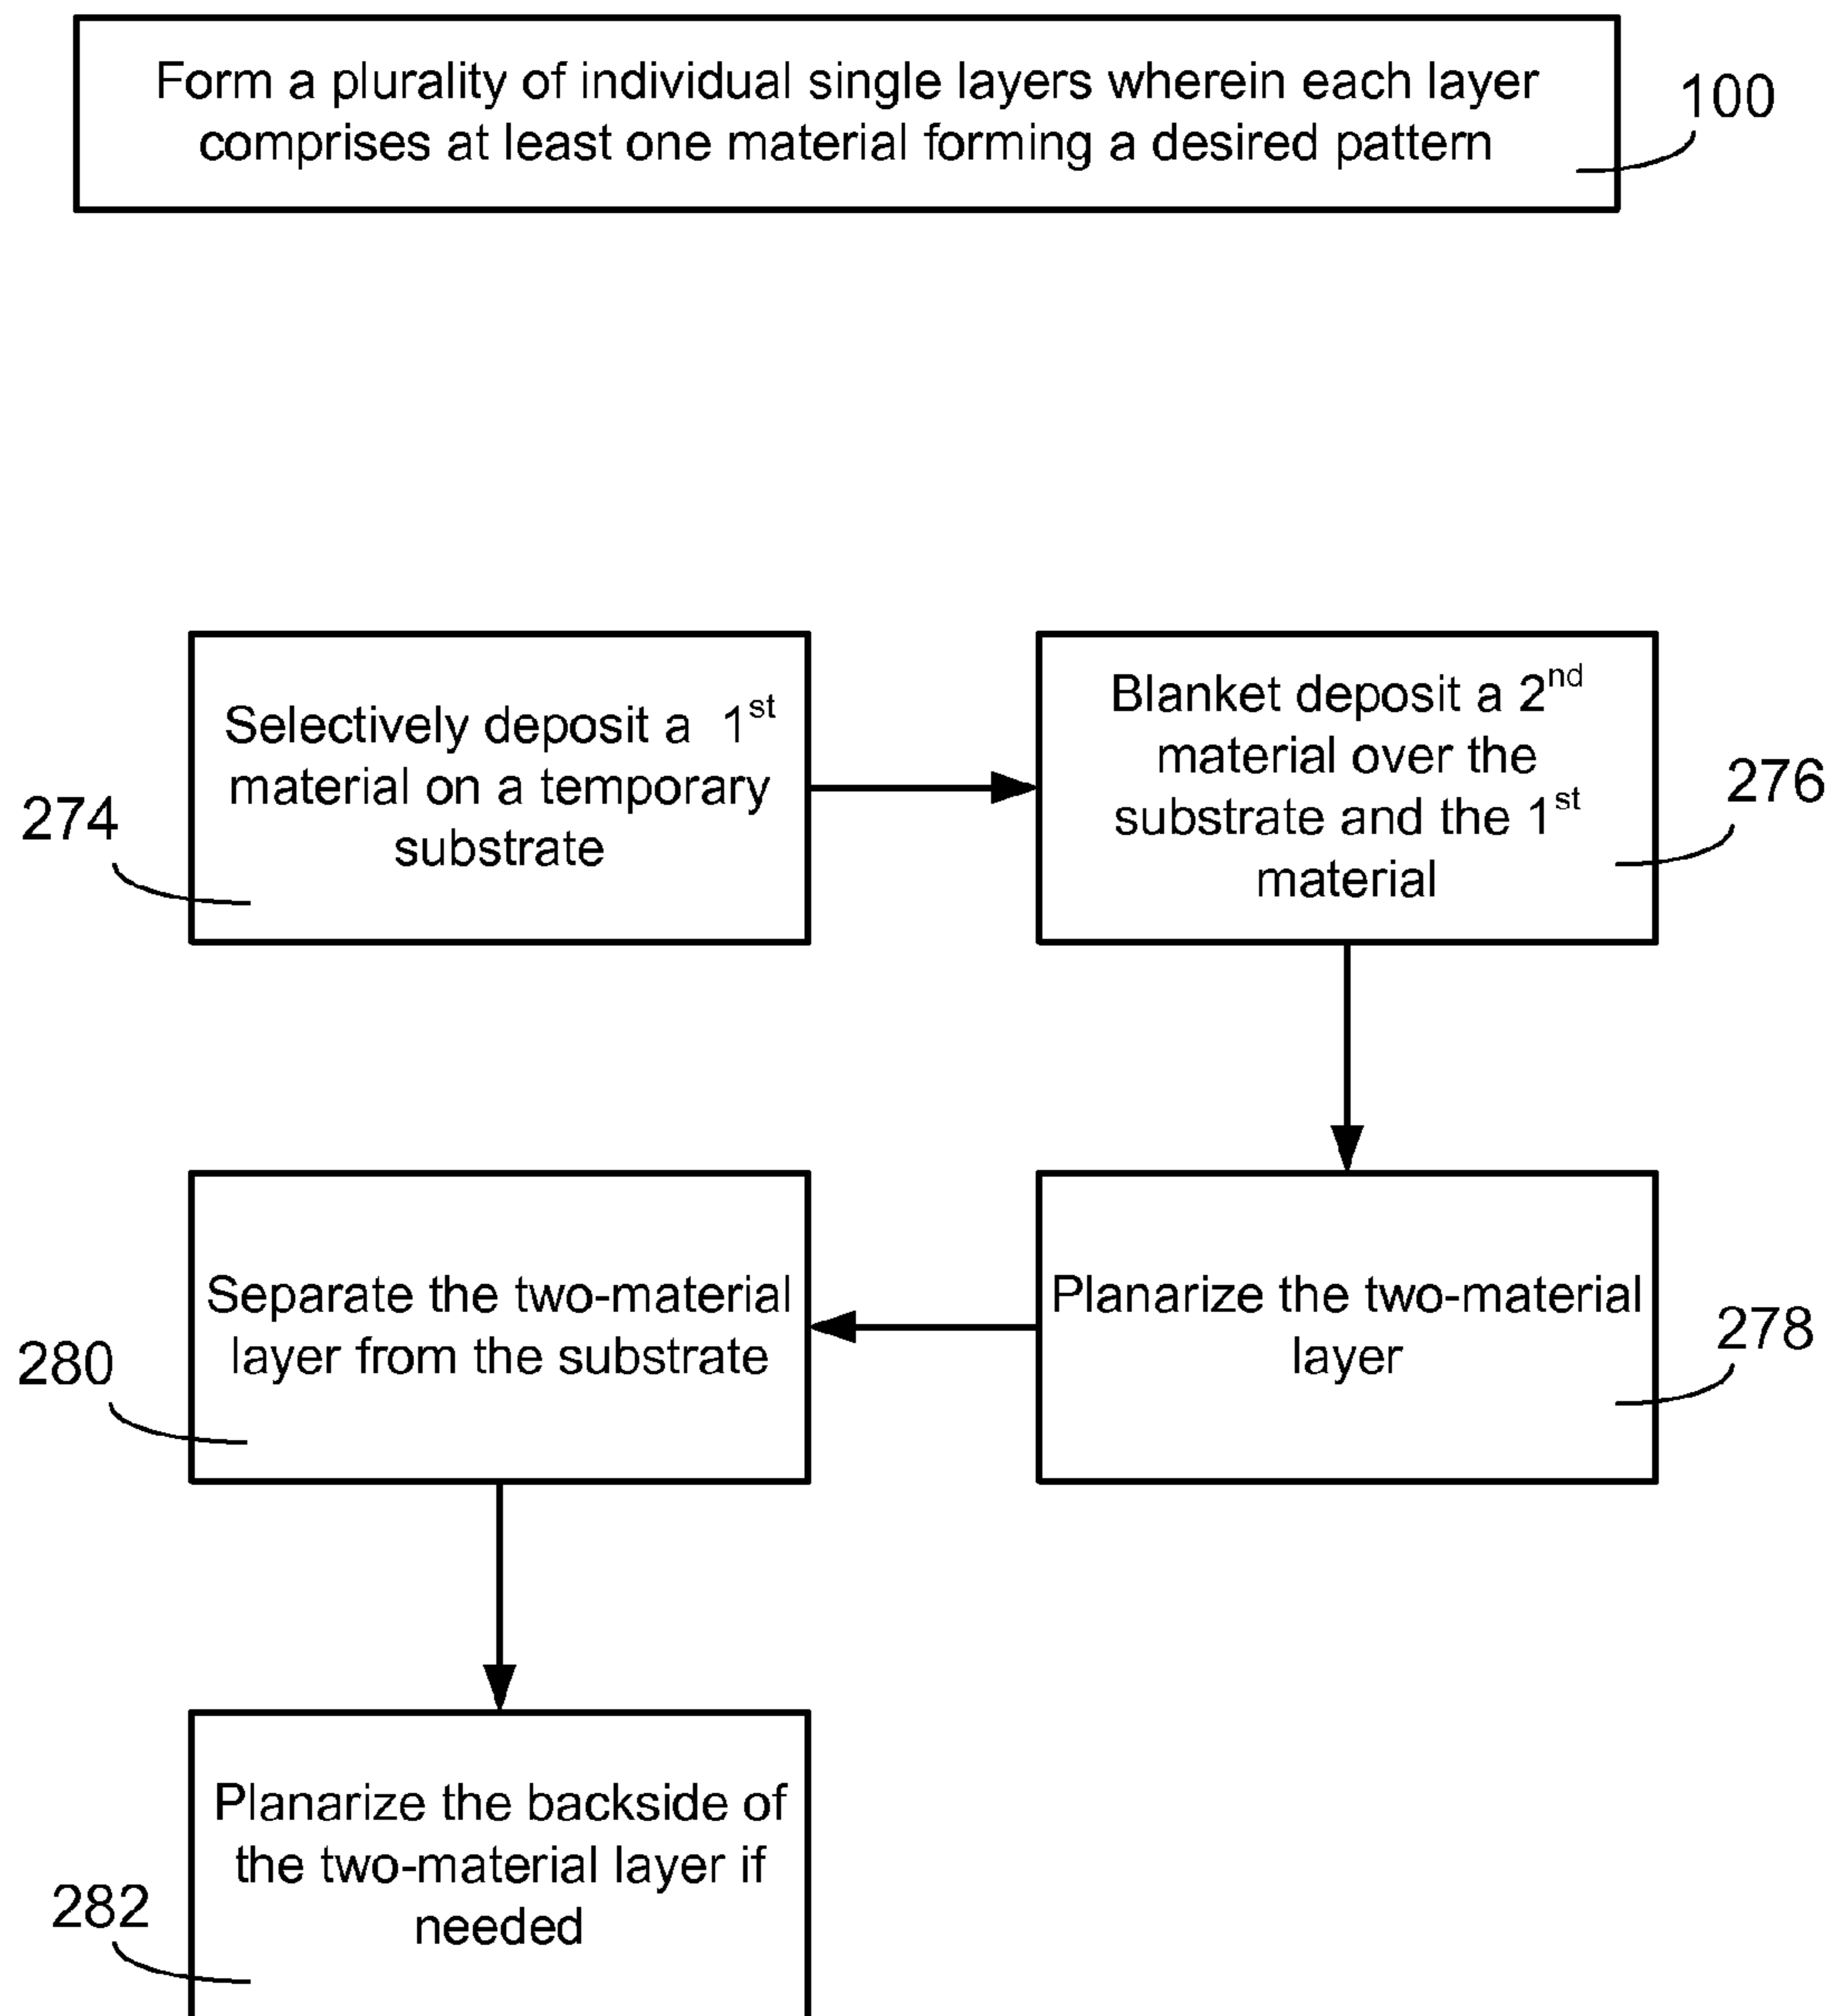 Form a plurality of individual single layers wherein each layer
comprises at least one material forming a desired pattern
100
Selectively deposit a 1st
material on a temporary
substrate
274
Blanket deposit a 2nd
material over the
substrate and the 1st
material
276
Planarize the two-material
layer
278
Separate the two-material
layer from the substrate
280
Planarize the backside of
the two-material layer if
needed
282